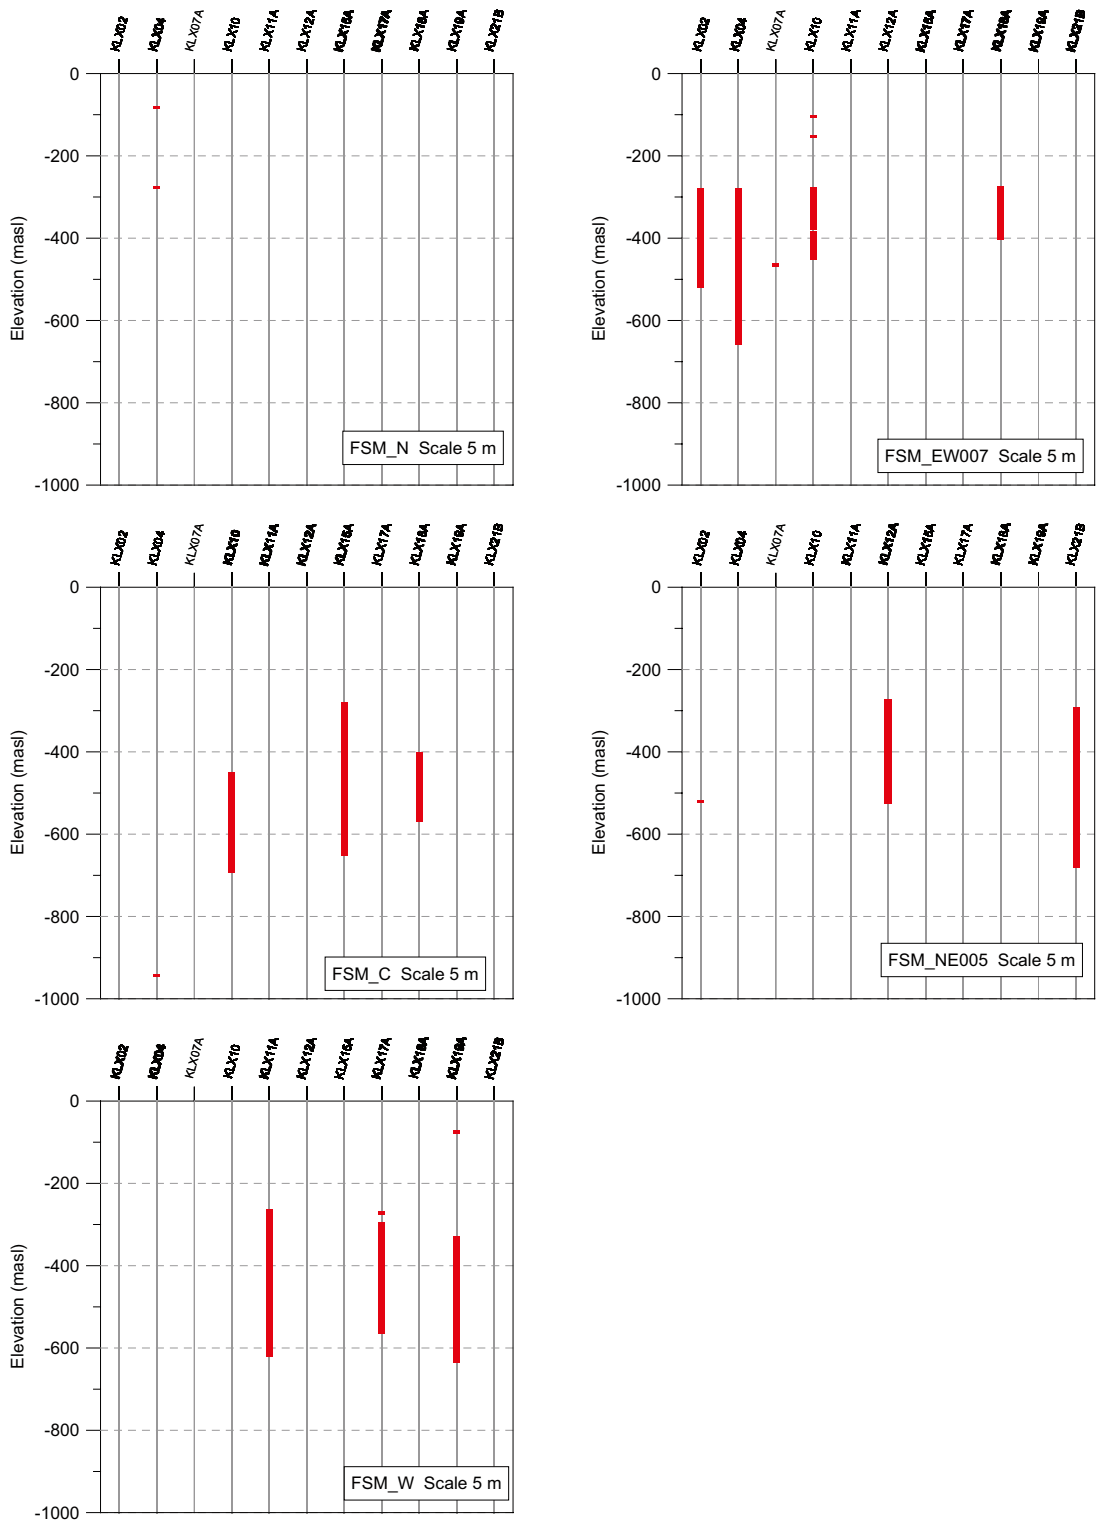 KLX02 KLX04 KLX07A KLX10 KLX11A KLX12A KLX15A KLX17A KLX18A KLX19A KLX21B
0
-200
-400
-600
-800
-1000
Elevation (masl)
FSM_N Scale 5 m
KLX02 KLX04 KLX07A KLX10 KLX11A KLX12A KLX15A KLX17A KLX18A KLX19A KLX21B
0
-200
-400
-600
-800
-1000
Elevation (masl)
FSM_EW007 Scale 5 m
KLX02 KLX04 KLX07A KLX10 KLX11A KLX12A KLX15A KLX17A KLX18A KLX19A KLX21B
0
-200
-400
-600
-800
-1000
Elevation (masl)
FSM_C Scale 5 m
KLX02 KLX04 KLX07A KLX10 KLX11A KLX12A KLX15A KLX17A KLX18A KLX19A KLX21B
0
-200
-400
-600
-800
-1000
Elevation (masl)
FSM_NE005 Scale 5 m
KLX02 KLX04 KLX07A KLX10 KLX11A KLX12A KLX15A KLX17A KLX18A KLX19A KLX21B
0
-200
-400
-600
-800
-1000
Elevation (masl)
FSM_W Scale 5 m